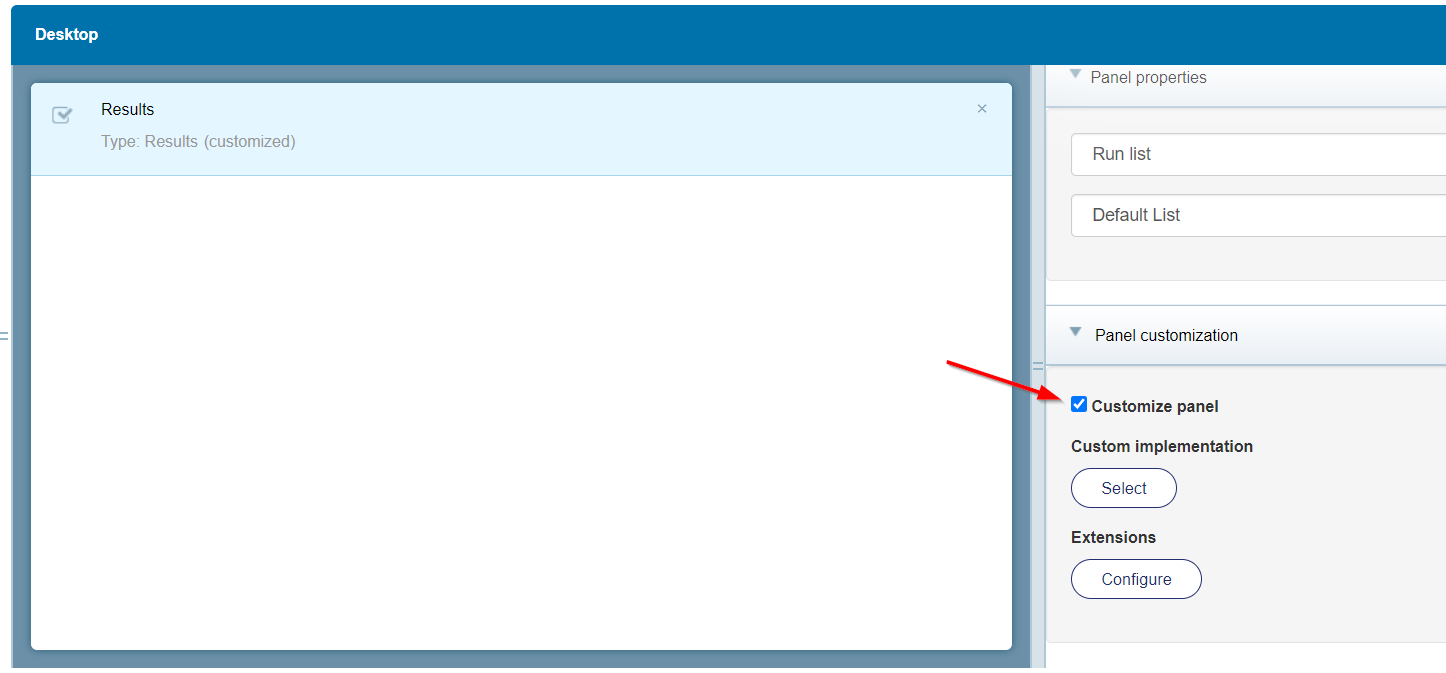 Desktop
Results
Type: Results (customized)
Panel properties
Run list
Default List
Panel customization
Customize panel
Custom implementation
Select
Extensions
Configure